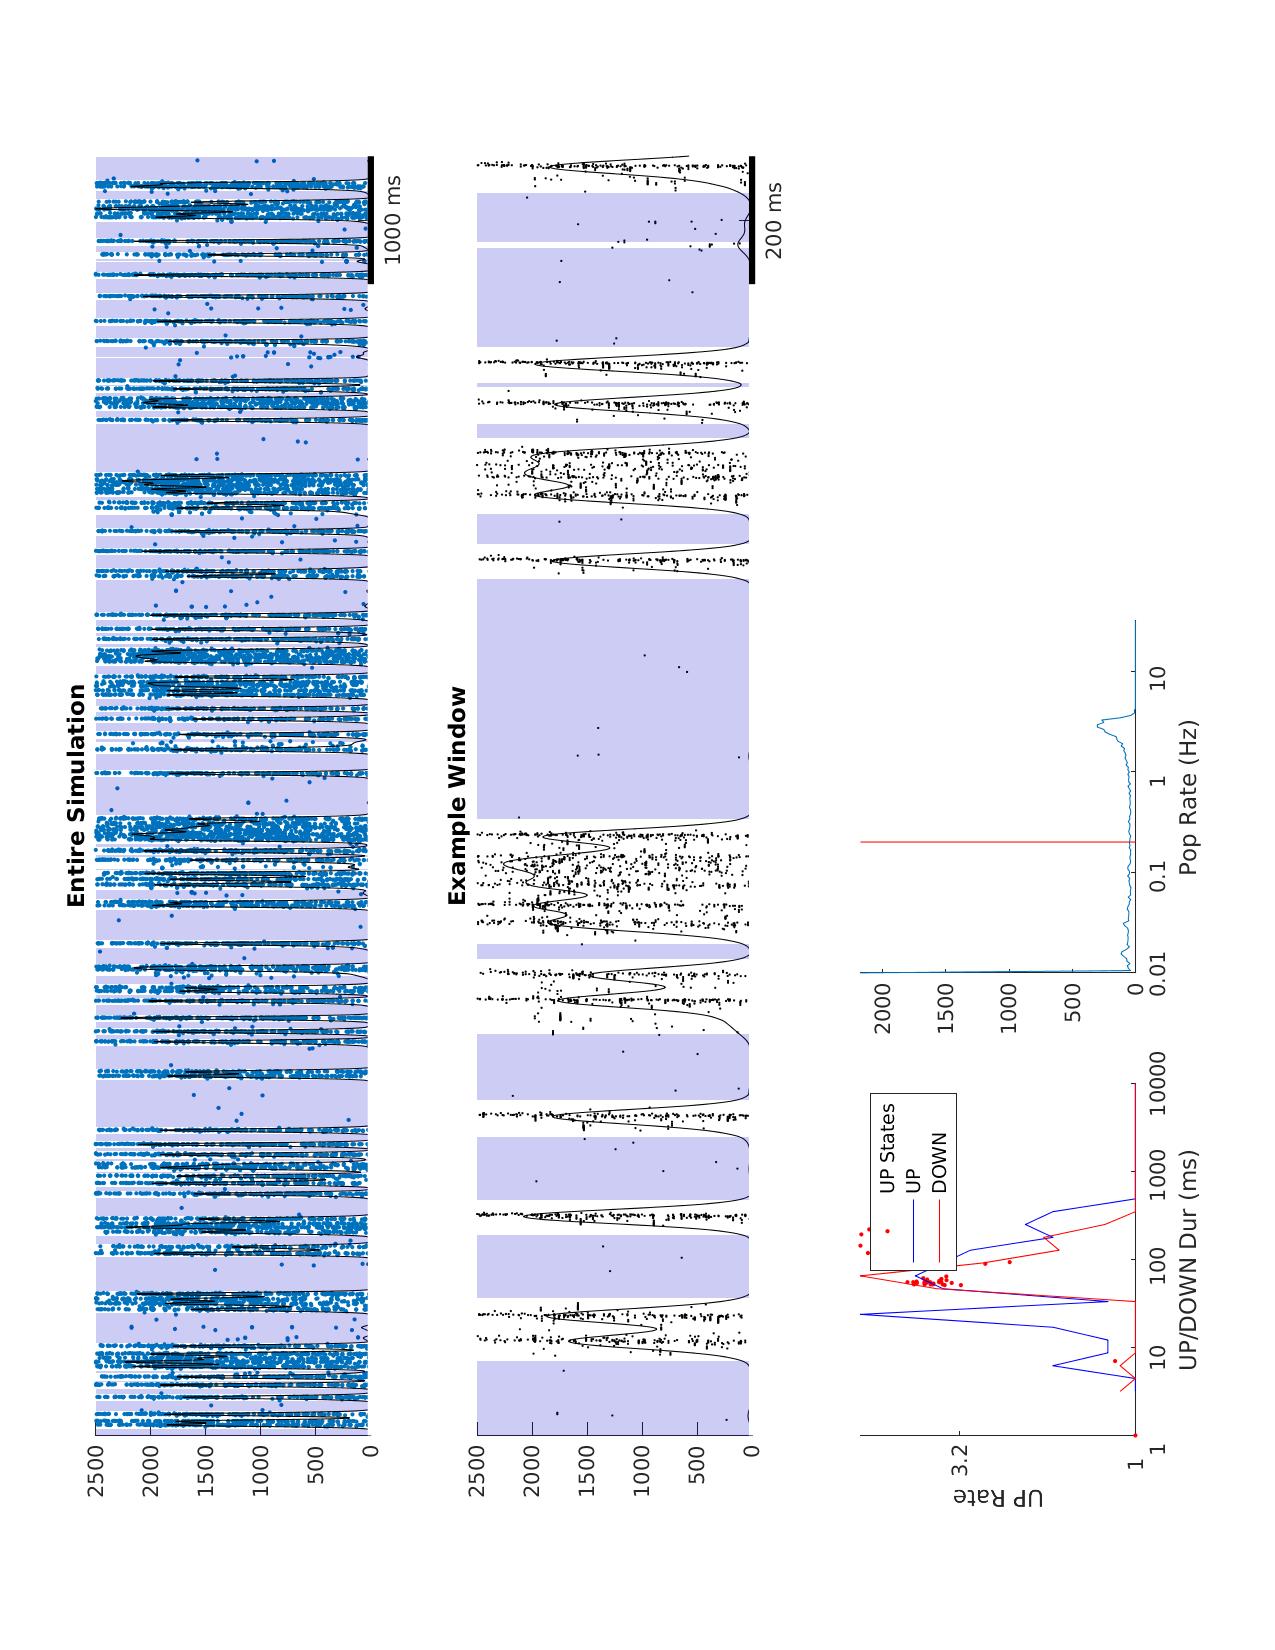 Entire Simulation
2500
2000
1500
1000
500
0
1000 ms
Example Window
2500
2000
1500
1000
500
0
200 ms
UP Rate
3.2
1
UP States
UP
DOWN
1 10 100 1000 10000
UP/DOWN Dur (ms)
2000
1500
1000
500
0
0.01 0.1 1 10
Pop Rate (Hz)